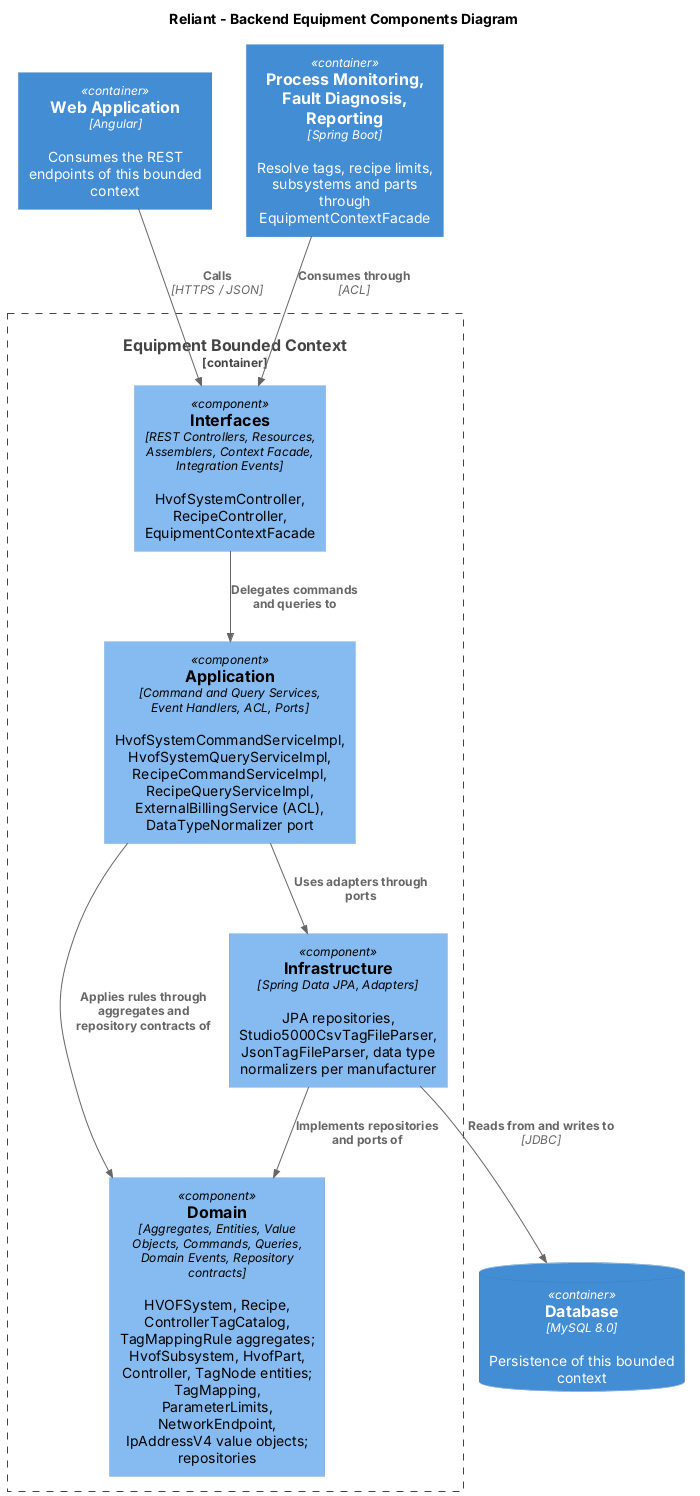 Reliant - Backend Equipment Components Diagram
«container»
Web Application
[Angular]
Consumes the REST
endpoints of this bounded
context
«container»
Process Monitoring,
Fault Diagnosis,
Reporting
[Spring Boot]
Resolve tags, recipe limits,
subsystems and parts
through
EquipmentContextFacade
Calls
[HTTPS / JSON]
Consumes through
[ACL]
Equipment Bounded Context
[container]
«component»
Interfaces
[REST Controllers, Resources,
Assemblers, Context Facade,
Integration Events]
HvofSystemController,
RecipeController,
EquipmentContextFacade
Delegates commands
and queries to
«component»
Application
[Command and Query Services,
Event Handlers, ACL, Ports]
HvofSystemCommandServiceImpl,
HvofSystemQueryServiceImpl,
RecipeCommandServiceImpl,
RecipeQueryServiceImpl,
ExternalBillingService (ACL),
DataTypeNormalizer port
Uses adapters through
ports
«component»
Infrastructure
[Spring Data JPA, Adapters]
JPA repositories,
Studio5000CsvTagFileParser,
JsonTagFileParser, data type
normalizers per manufacturer
Applies rules through
aggregates and
repository contracts of
Implements repositories
and ports of
Reads from and writes to
[JDBC]
«component»
Domain
[Aggregates, Entities, Value
Objects, Commands, Queries,
Domain Events, Repository
contracts]
HVOFSystem, Recipe,
ControllerTagCatalog,
TagMappingRule aggregates;
HvofSubsystem, HvofPart,
Controller, TagNode entities;
TagMapping,
ParameterLimits,
NetworkEndpoint,
IpAddressV4 value objects;
repositories
«container»
Database
[MySQL 8.0]
Persistence of this bounded
context